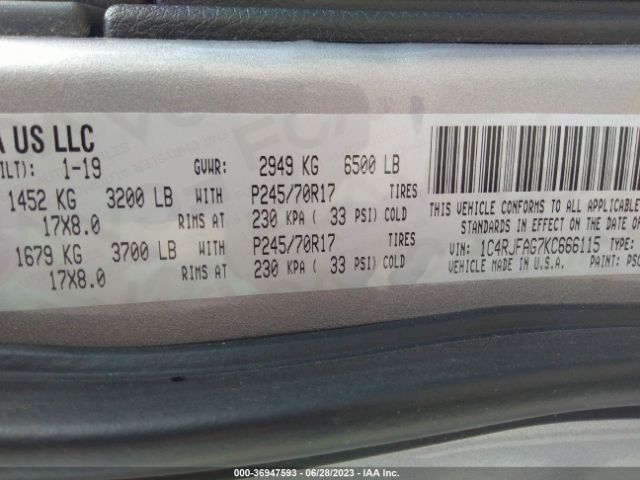 A US LLC
TILT): 1-19 GVWR: 2949 KG 6500 LB
1452 KG 3200 LB WITH P245/70R17 TIRES
17X8.0 RIMS AT 230 KPA ( 33 PSI) COLD
1679 KG 3700 LB WITH P245/70R17 TIRES
17X8.0 RIMS AT 230 KPA ( 33 PSI) COLD
THIS VEHICLE CONFORMS TO ALL APPLICABLE
STANDARDS IN EFFECT ON THE DATE OF
VIN: 1C4RJFAG7KC666115 TYPE:
VEHICLE MADE IN U.S.A. PAINT: PSC
000-36947593 - 06/28/2023 - IAA Inc.